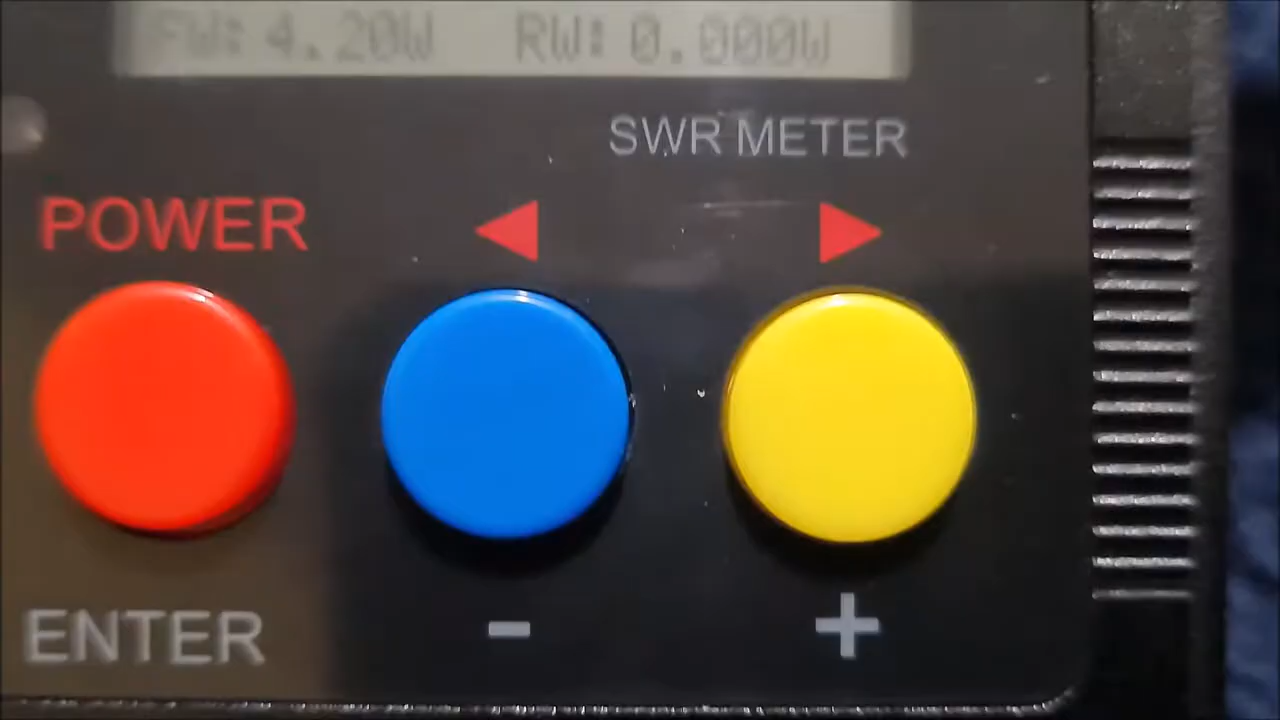 FW: 4.20W RW: 0.000W
SWR METER
POWER
ENTER - +